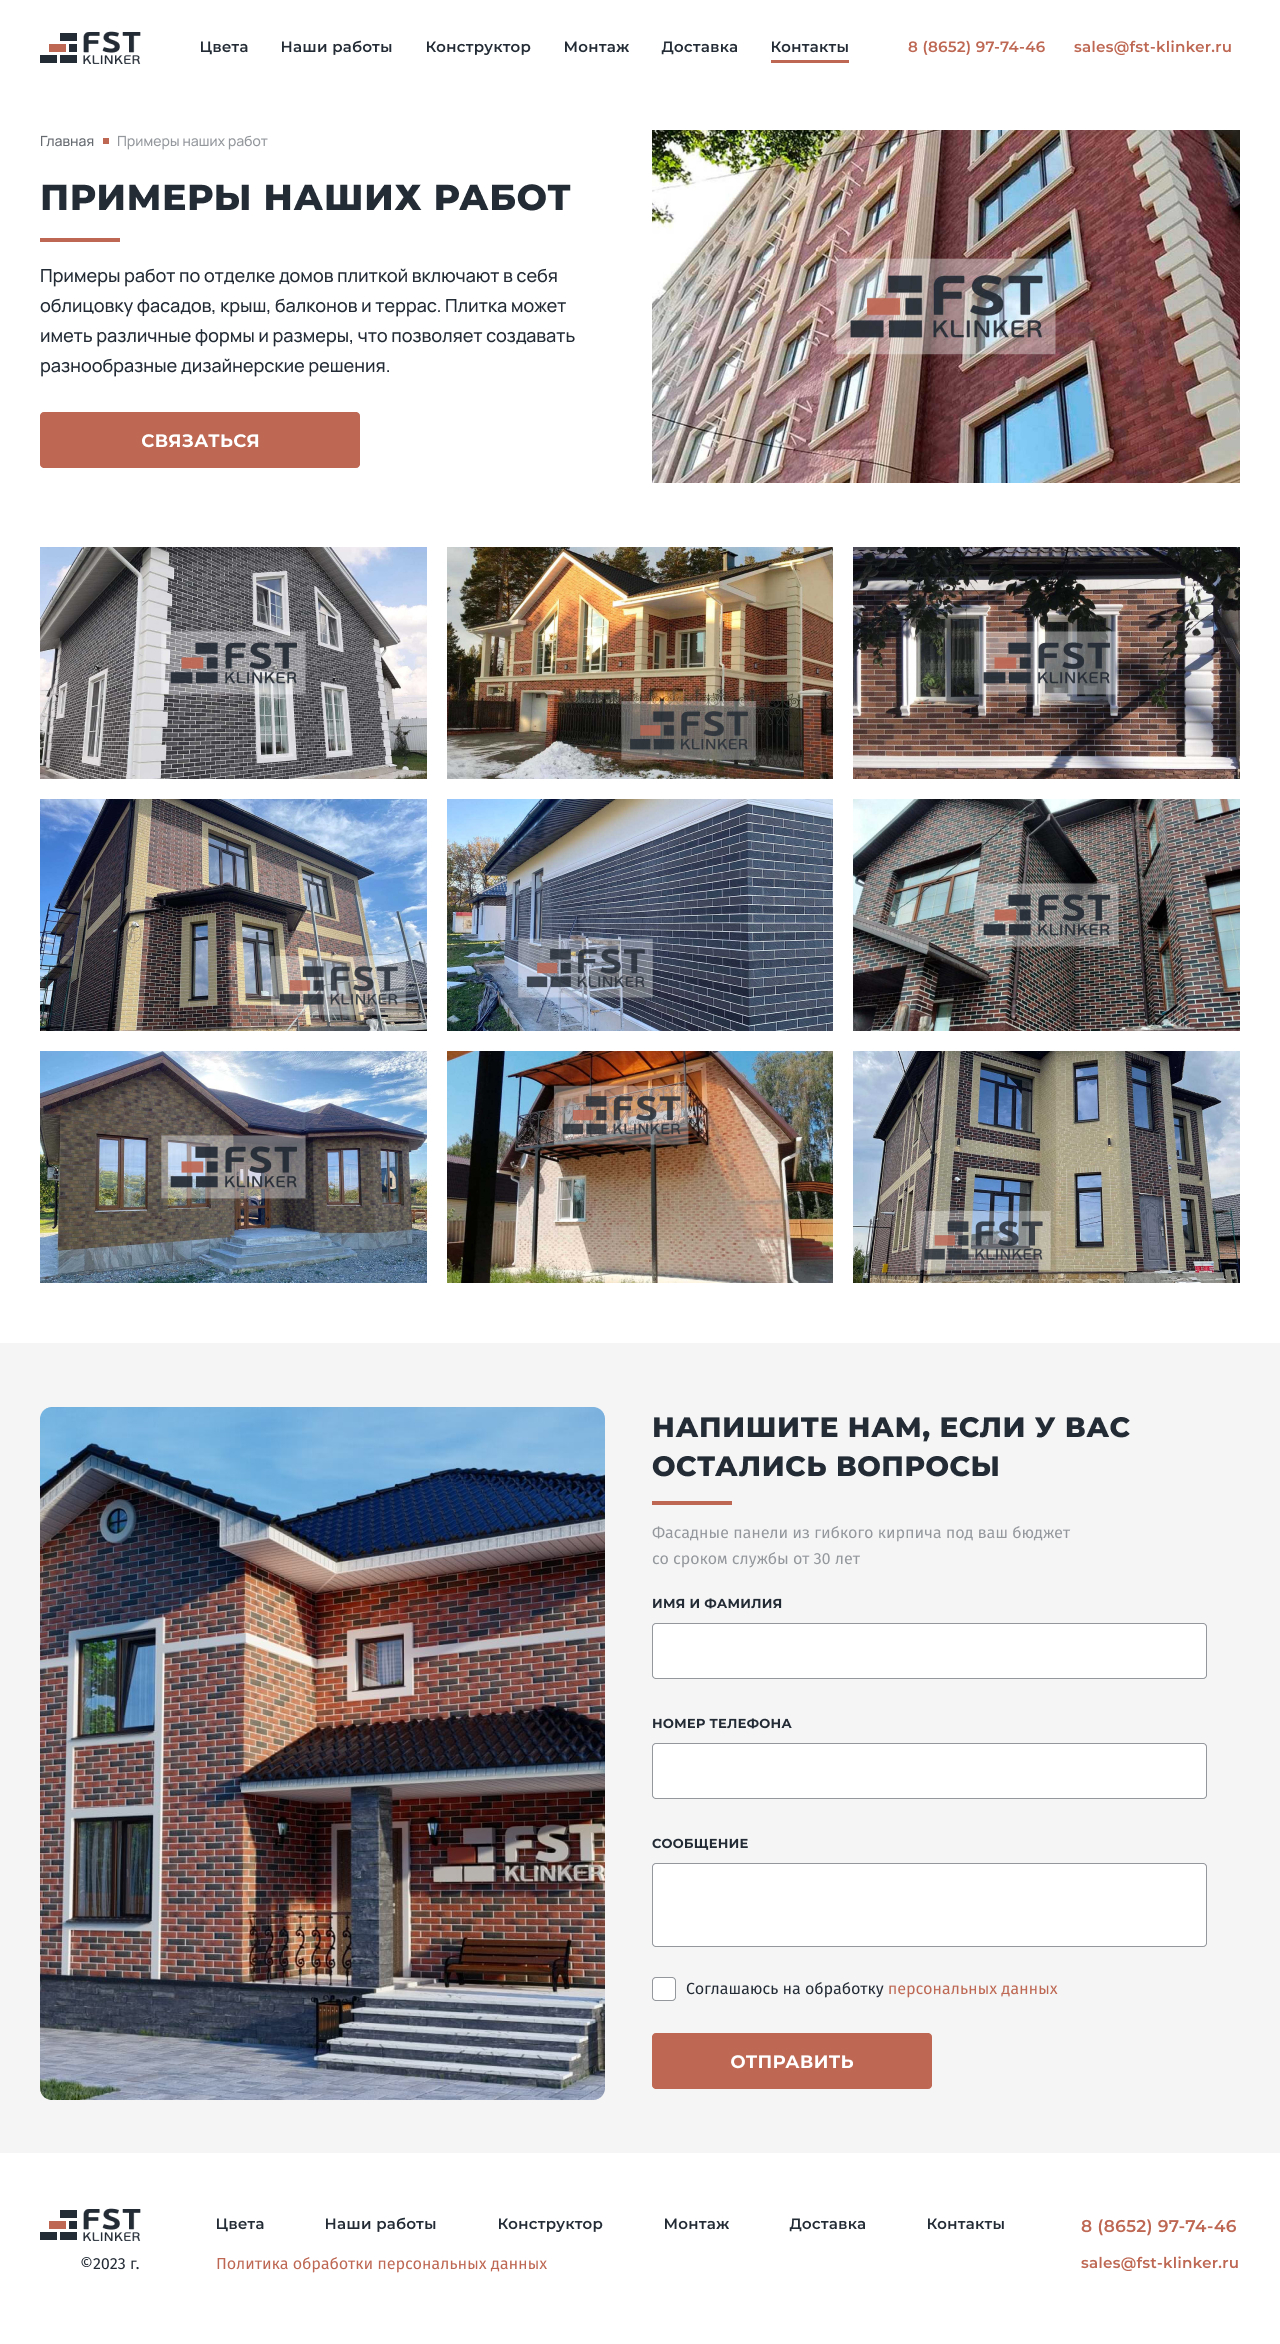 FST
KLINKER
Цвета
Наши работы
Конструктор
Монтаж
Доставка
Контакты
8 (8652) 97-74-46
sales@fst-klinker.ru
Главная
Примеры наших работ
ПРИМЕРЫ НАШИХ РАБОТ
Примеры работ по отделке домов плиткой включают в себя
облицовку фасадов, крыш, балконов и террас. Плитка может
иметь различные формы и размеры, что позволяет создавать
разнообразные дизайнерские решения.
СВЯЗАТЬСЯ
FST
KLINKER
FST
KLINKER
FST
KLINKER
FST
KLINKER
FST
KLINKER
FST
KLINKER
FST
KLINKER
FST
KLINKER
FST
KLINKER
FST
KLINKER
FST
KLINKER
НАПИШИТЕ НАМ, ЕСЛИ У ВАС
ОСТАЛИСЬ ВОПРОСЫ
Фасадные панели из гибкого кирпича под ваш бюджет
со сроком службы от 30 лет
ИМЯ И ФАМИЛИЯ
НОМЕР ТЕЛЕФОНА
СООБЩЕНИЕ
Соглашаюсь на обработку персональных данных
ОТПРАВИТЬ
FST
KLINKER
©2023 г.
Цвета
Наши работы
Конструктор
Монтаж
Доставка
Контакты
Политика обработки персональных данных
8 (8652) 97-74-46
sales@fst-klinker.ru